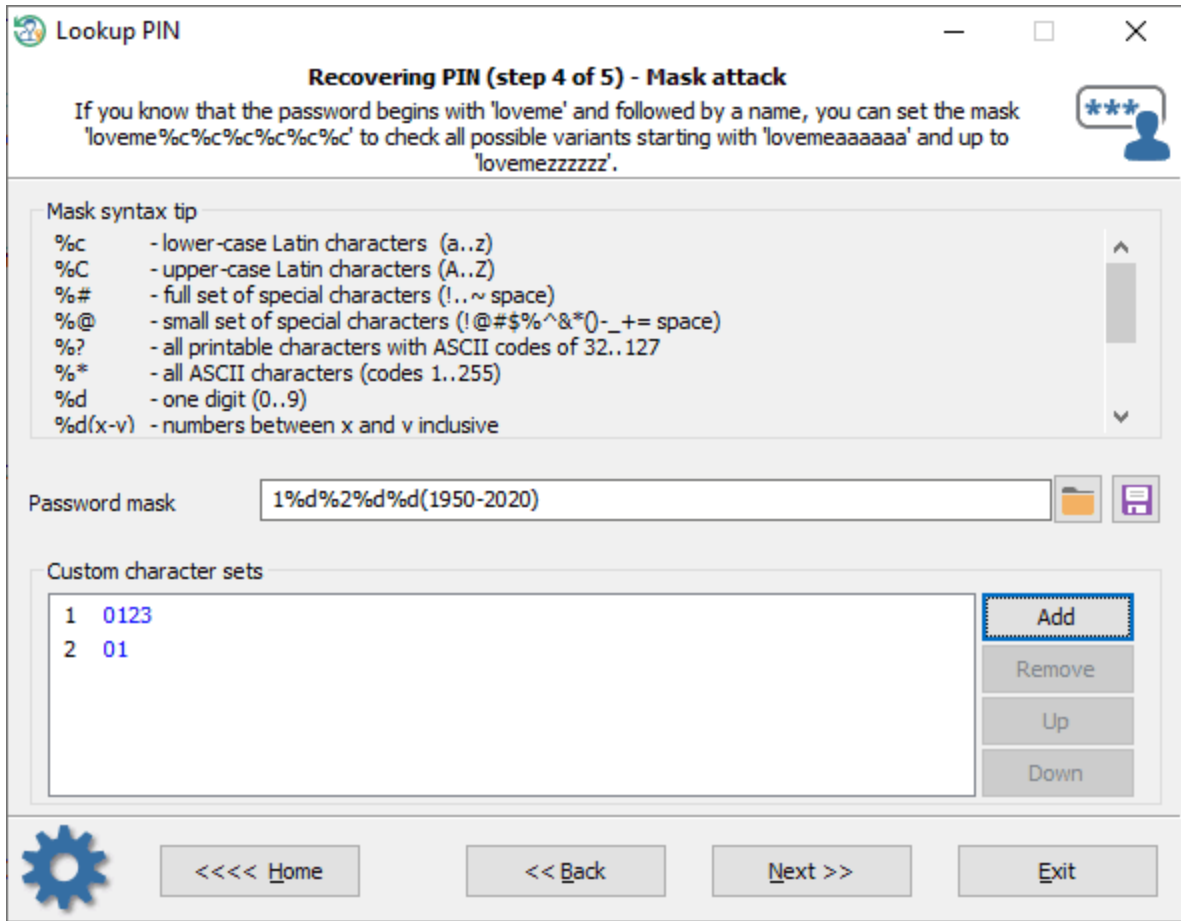 Lookup PIN
Recovering PIN (step 4 of 5) - Mask attack
If you know that the password begins with 'loveme' and followed by a name, you can set the mask
'loveme%c%c%c%c%c%c' to check all possible variants starting with 'lovemeaaaaaa' and up to
'lovemezzzzzz'.
***
Mask syntax tip
%c - lower-case Latin characters (a..z)
%C - upper-case Latin characters (A..Z)
%# - full set of special characters (!..~ space)
%@ - small set of special characters (!@#$%^&*()-_+= space)
%? - all printable characters with ASCII codes of 32..127
%* - all ASCII characters (codes 1..255)
%d - one digit (0..9)
%d(x-y) - numbers between x and y inclusive
Password mask 1%d%2%d%d(1950-2020)
Custom character sets
1 0123
2 01
Add
Remove
Up
Down
<<<< Home << Back Next >> Exit